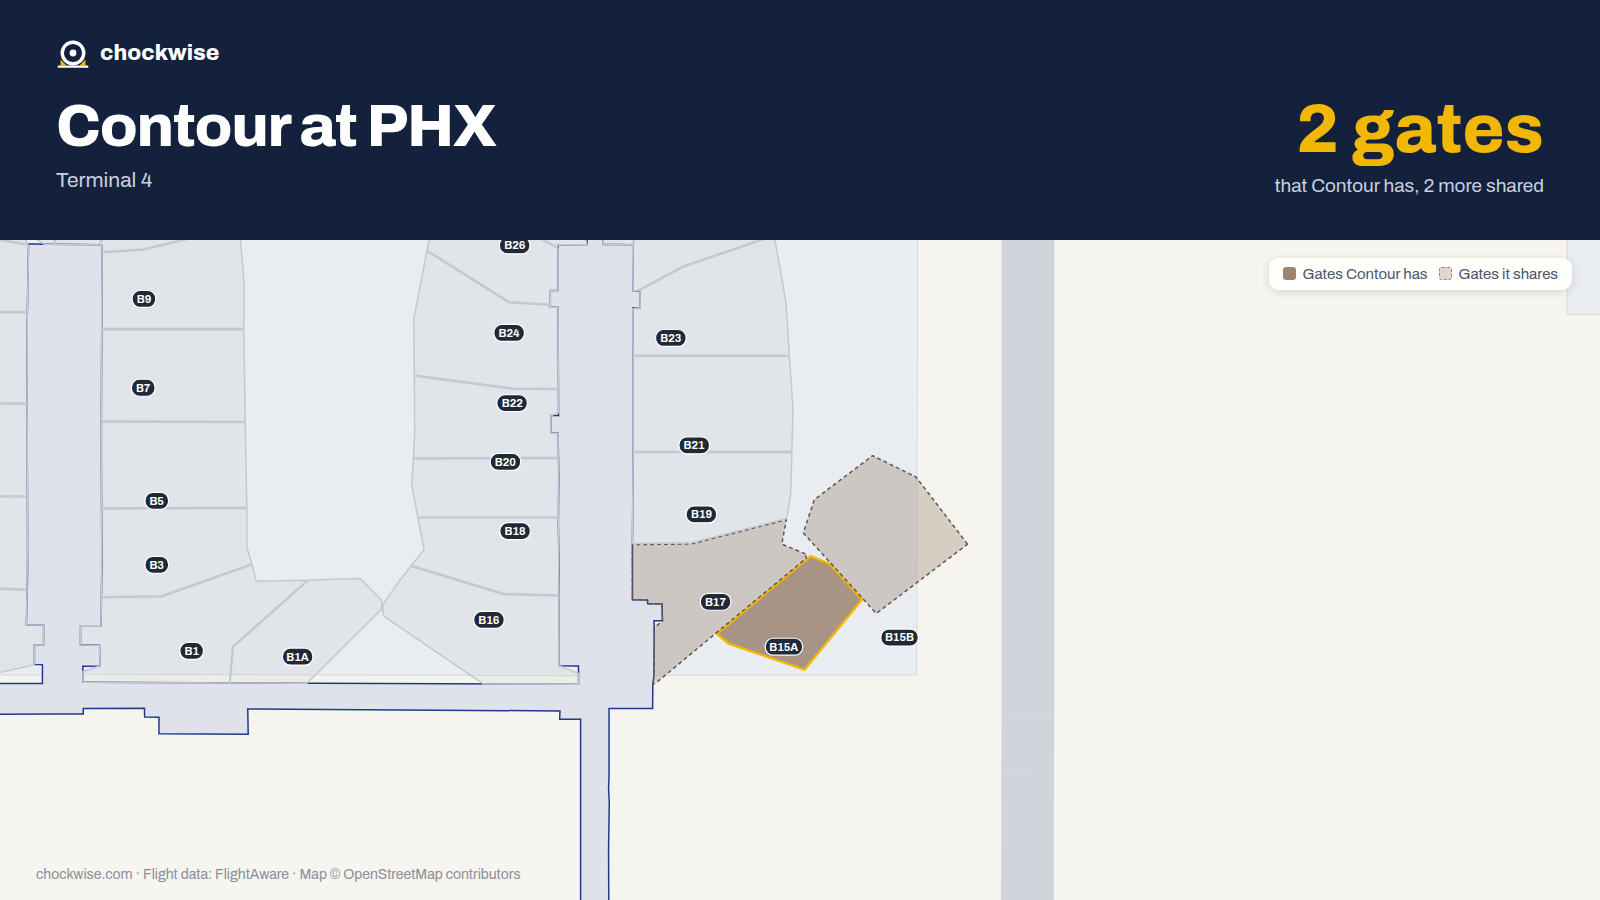 chockwise
Contour at PHX
Terminal 4
2 gates
that Contour has, 2 more shared
Gates Contour has
Gates it shares
B26
B9
B24
B23
B7
B22
B21
B20
B5
B19
B18
B3
B17
B16
B15B
B15A
B1
B1A
chockwise.com · Flight data: FlightAware · Map © OpenStreetMap contributors